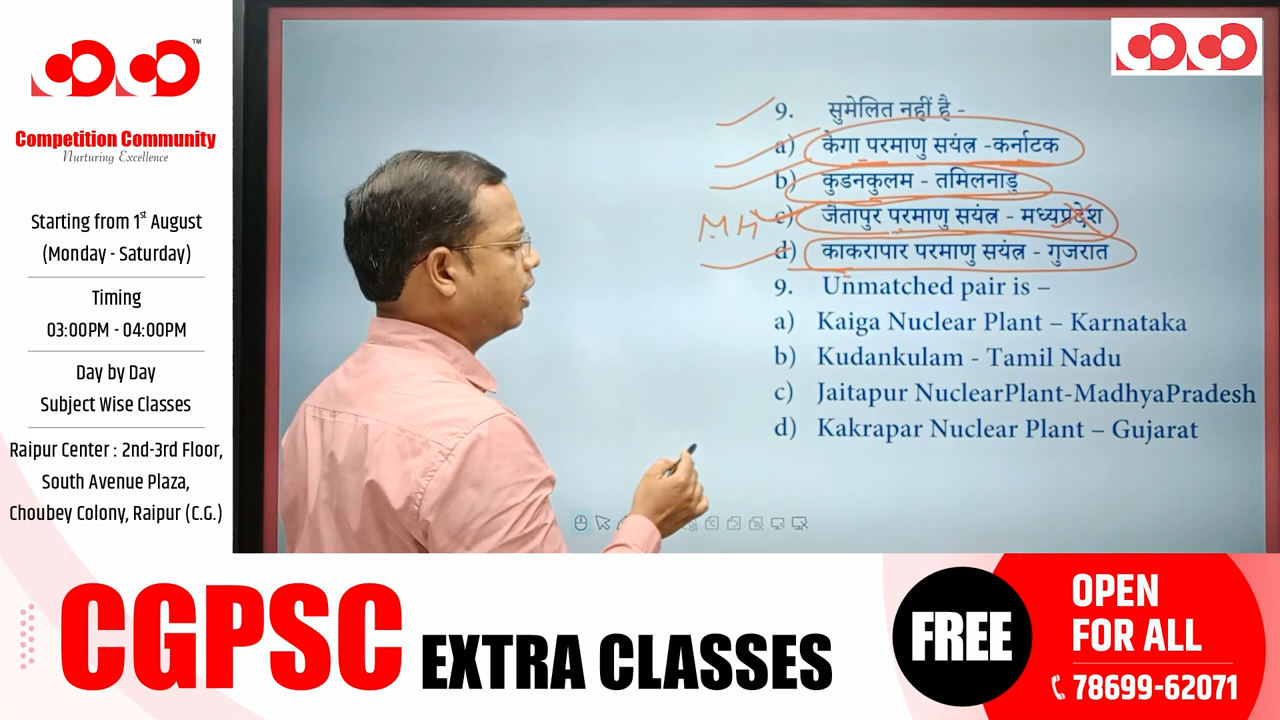 TM
Competition Community
Nurturing Excellence
Starting from 1st August
(Monday - Saturday)
Timing
03:00PM - 04:00PM
Day by Day
Subject Wise Classes
Raipur Center : 2nd-3rd Floor,
South Avenue Plaza,
Choubey Colony, Raipur (C.G.)
9. सुमेलित नहीं है -
a) कैगा परमाणु सयंत्र -कर्नाटक
b) कुडनकुलम - तमिलनाडु
MH c) जैतापुर परमाणु सयंत्र - मध्यप्रदेश
d) काकरापार परमाणु सयंत्र - गुजरात
9. Unmatched pair is –
a) Kaiga Nuclear Plant – Karnataka
b) Kudankulam - Tamil Nadu
c) Jaitapur NuclearPlant-MadhyaPradesh
d) Kakrapar Nuclear Plant – Gujarat
CGPSC EXTRA CLASSES
FREE
OPEN
FOR ALL
78699-62071